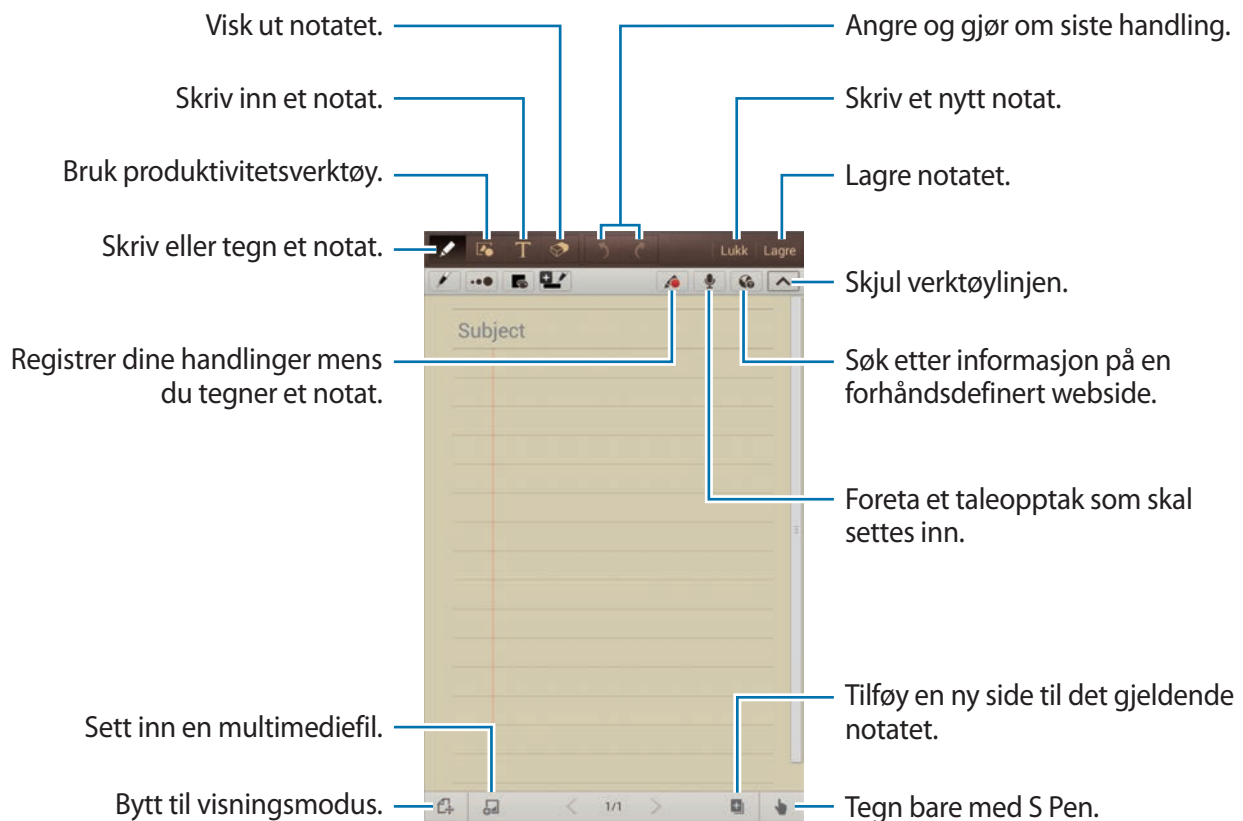 Visk ut notatet.
Angre og gjør om siste handling.
Skriv inn et notat.
Skriv et nytt notat.
Bruk produktivitetsverktøy.
Lagre notatet.
Skriv eller tegn et notat.
T
Lukk
Lagre
Skjul verktøylinjen.
Subject
Registrer dine handlinger mens
du tegner et notat.
Søk etter informasjon på en
forhåndsdefinert webside.
Foreta et taleopptak som skal
settes inn.
Tilføy en ny side til det gjeldende
notatet.
Sett inn en multimediefil.
Bytt til visningsmodus.
1/1
Tegn bare med S Pen.